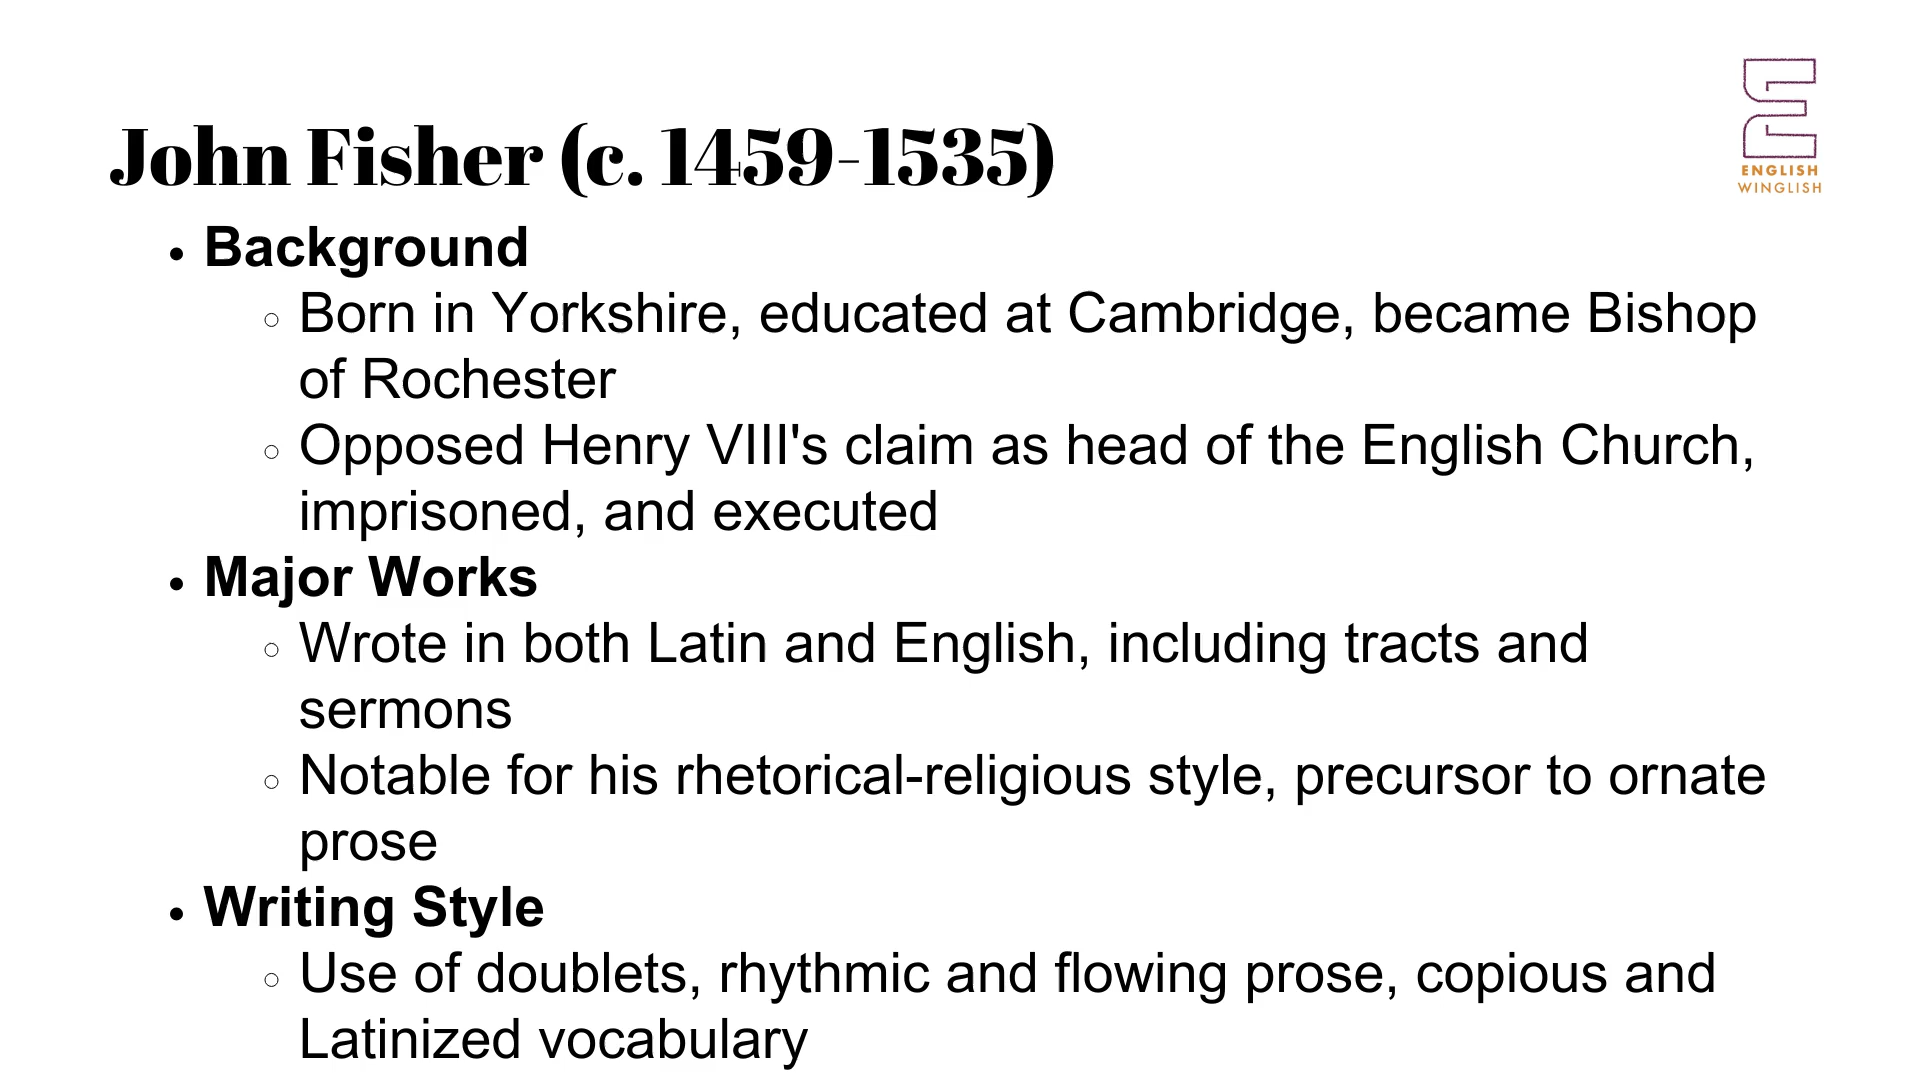 John Fisher (c. 1459-1535)
ENGLISH
WINGLISH
• Background
○ Born in Yorkshire, educated at Cambridge, became Bishop
of Rochester
○ Opposed Henry VIII's claim as head of the English Church,
imprisoned, and executed
• Major Works
○ Wrote in both Latin and English, including tracts and
sermons
○ Notable for his rhetorical-religious style, precursor to ornate
prose
• Writing Style
○ Use of doublets, rhythmic and flowing prose, copious and
Latinized vocabulary